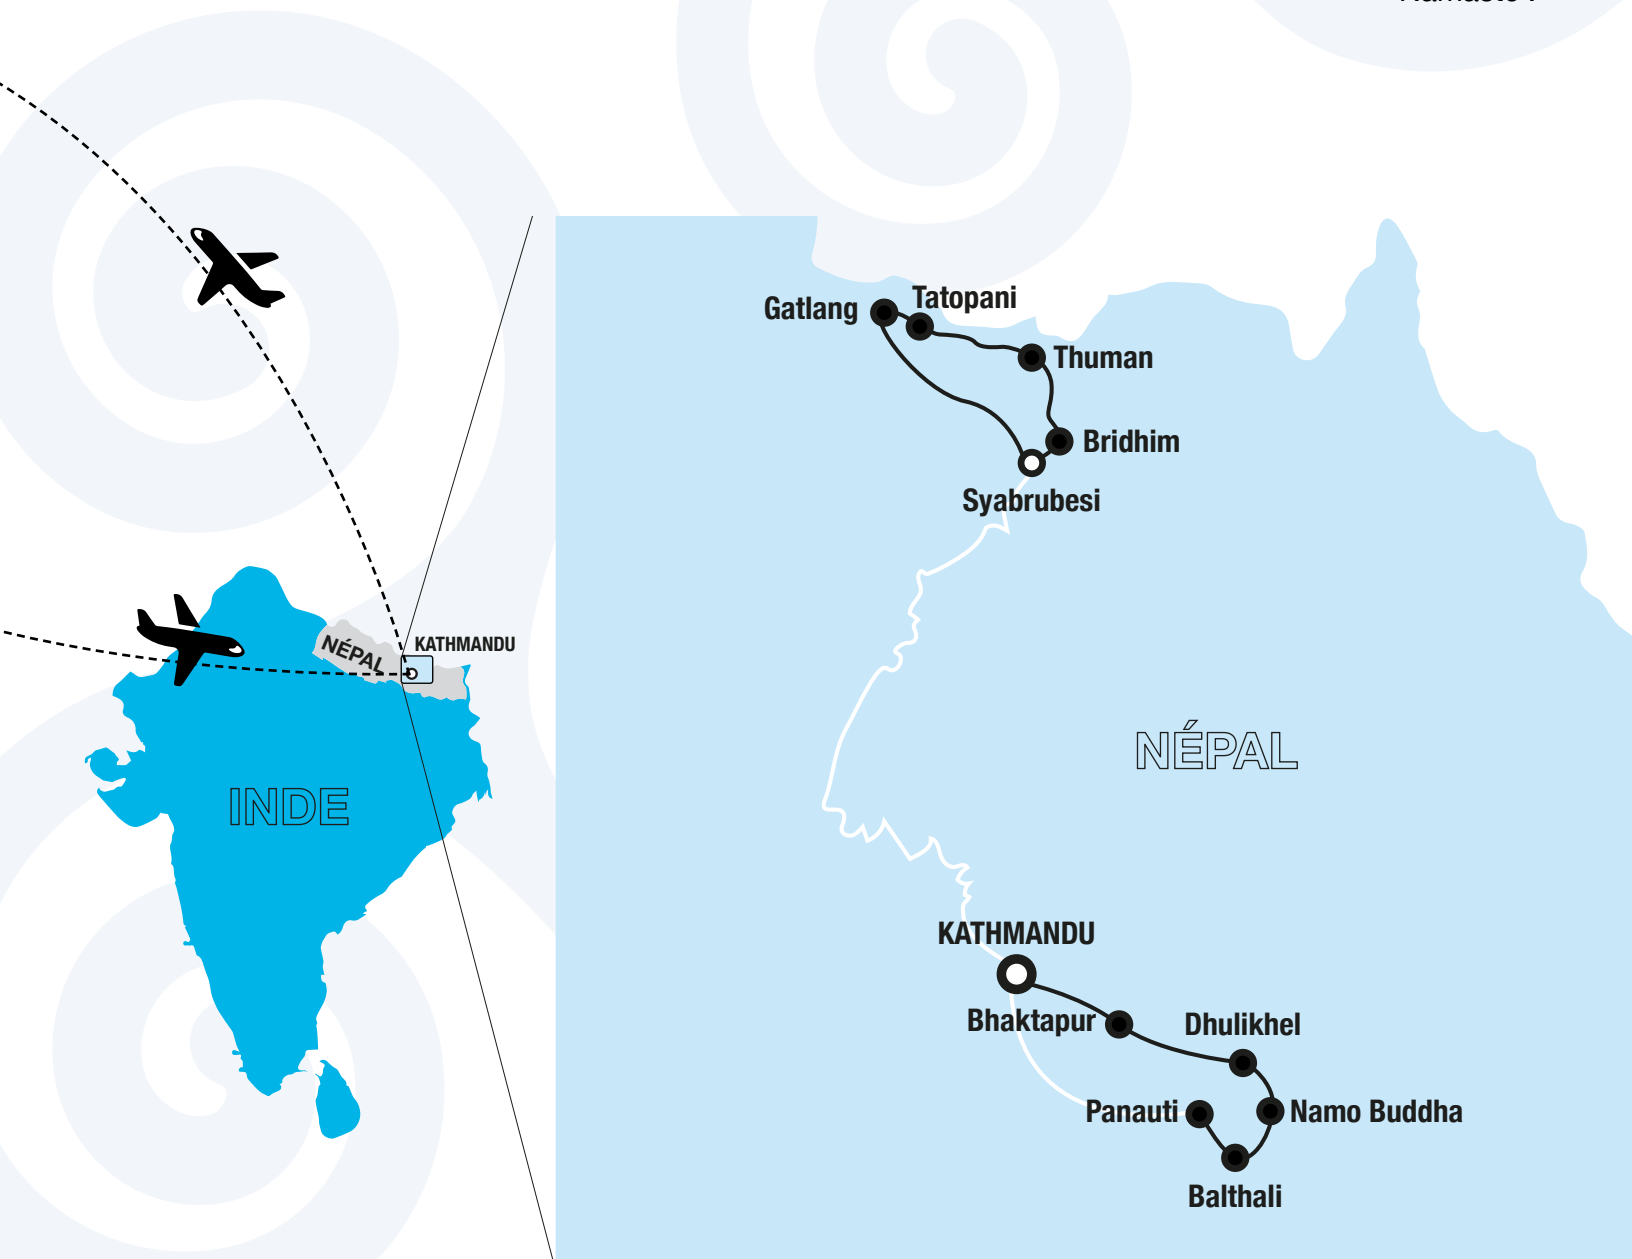 Gatlang
Tatopani
Thuman
Bridhim
Syabrubesi
NÉPAL
KATHMANDU
NÉPAL
INDE
KATHMANDU
Bhaktapur
Dhulikhel
Panauti
Namo Buddha
Balthali